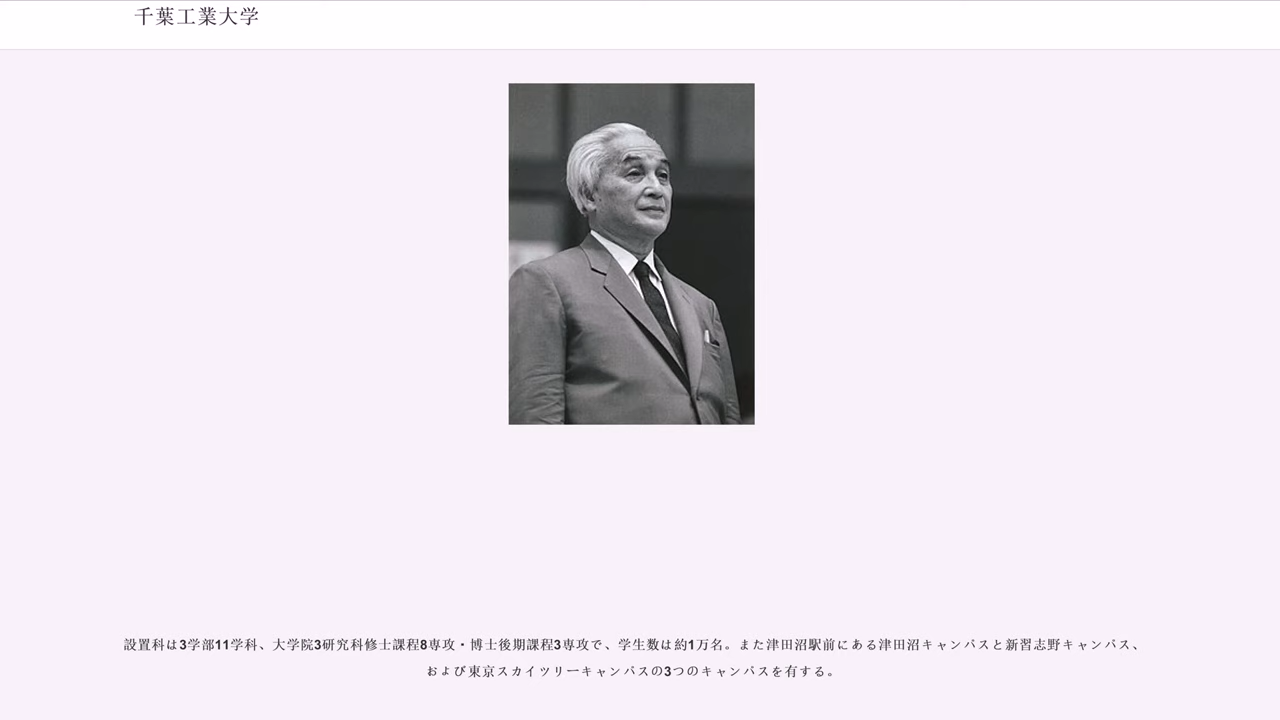 千葉工業大学
設置科は3学部11学科、大学院3研究科修士課程8専攻・博士後期課程3専攻で、学生数は約1万名。また津田沼駅前にある津田沼キャンパスと新習志野キャンパス、
および東京スカイツリーキャンパスの3つのキャンパスを有する。